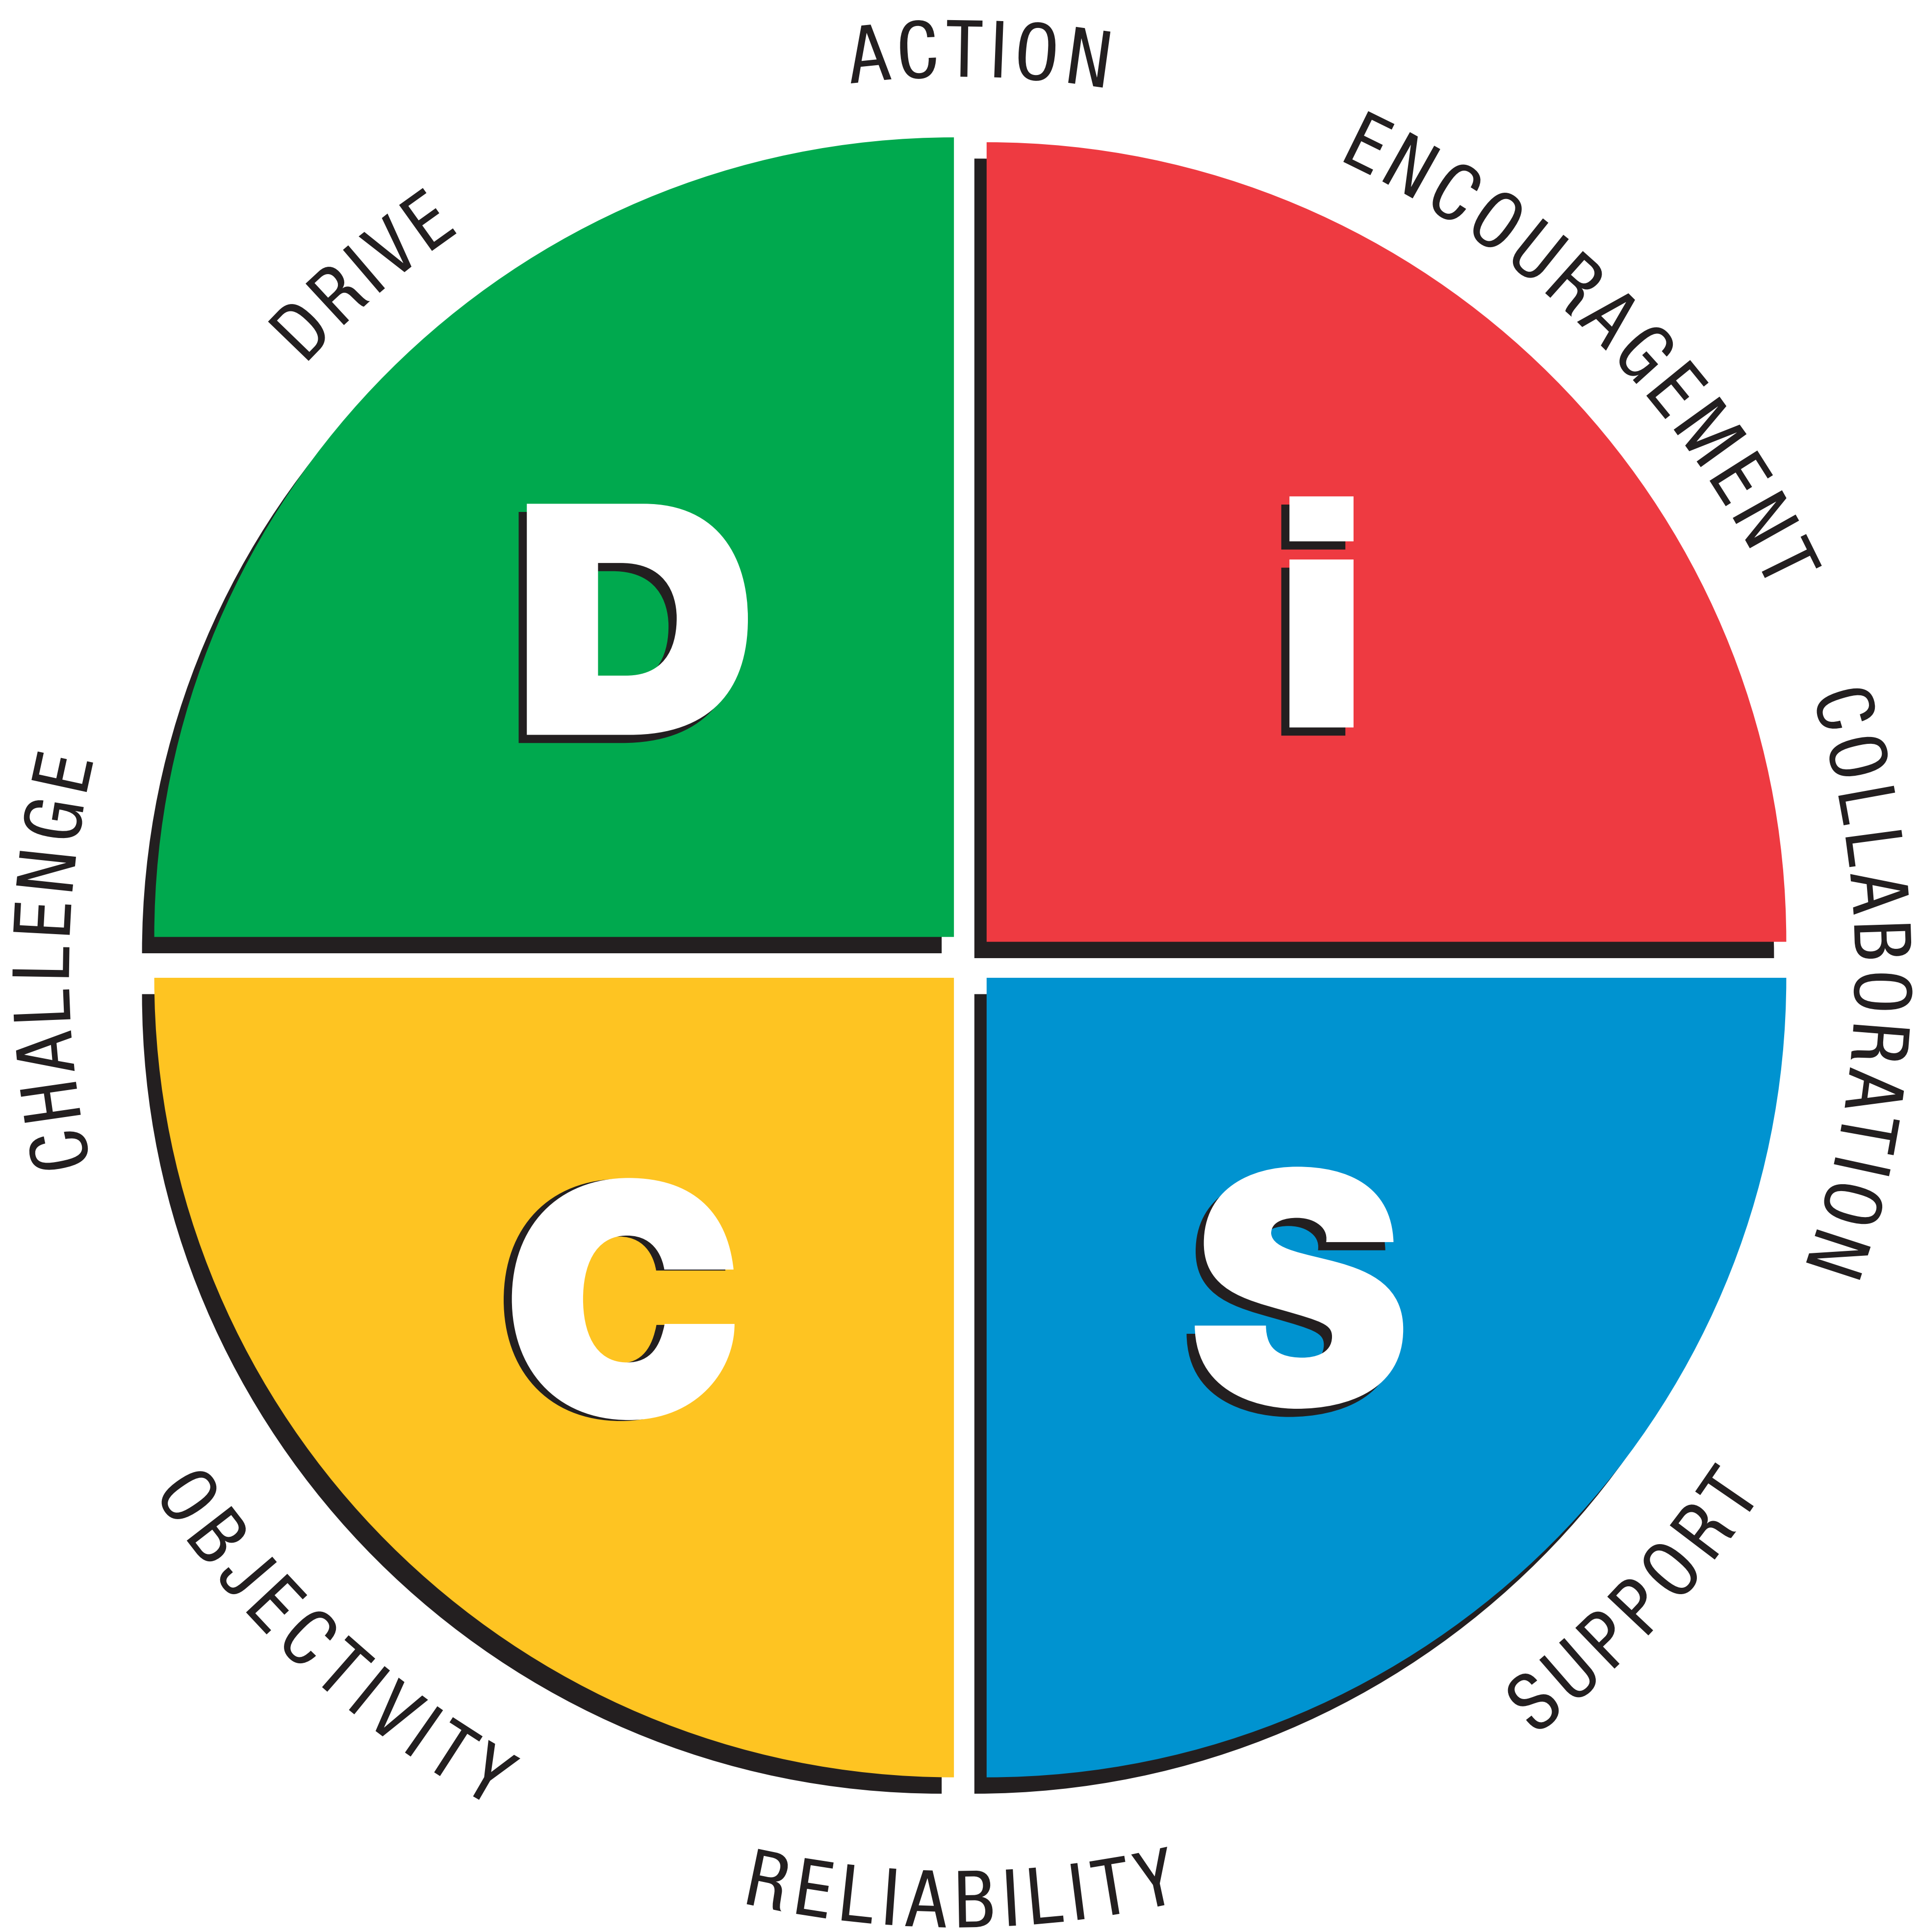 ACTION
ENCOURAGEMENT
DRIVE
D
i
COLLABORATION
CHALLENGE
C
S
SUPPORT
OBJECTIVITY
RELIABILITY